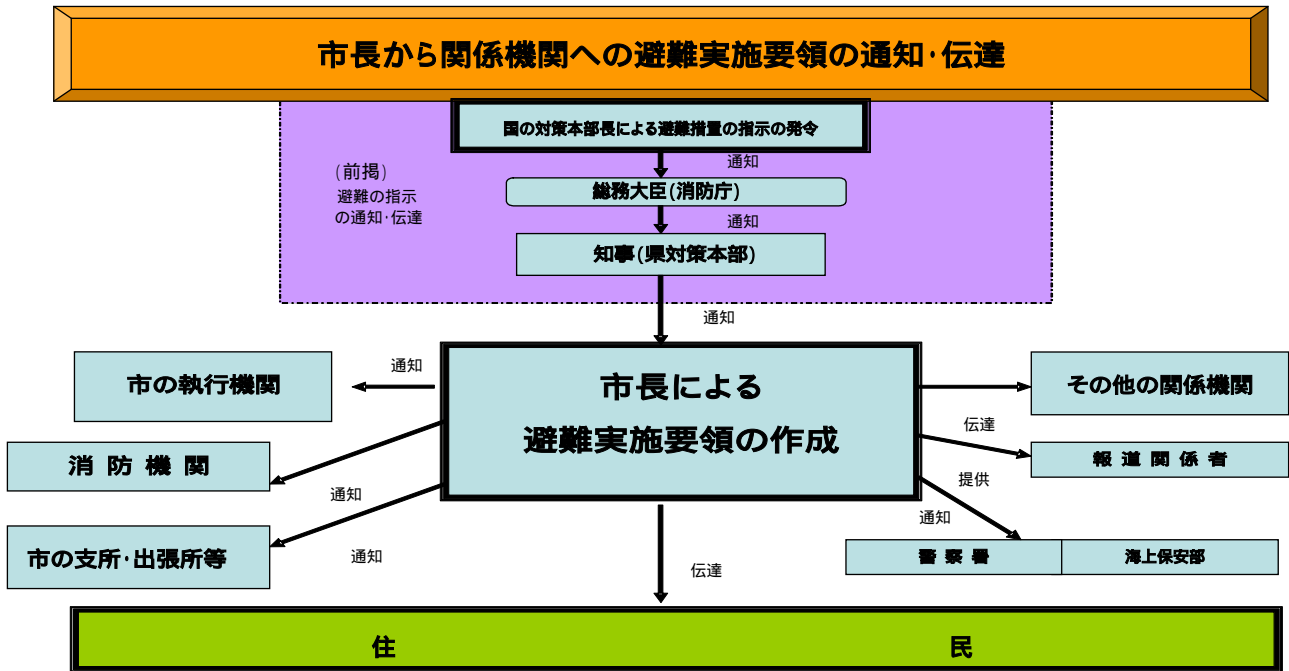 市長から関係機関への避難実施要領の通知･伝達
国の対策本部長による避難措置の指示の発令
通知
(前掲)
避難の指示
の通知･伝達
総務大臣(消防庁)
通知
知事(県対策本部)
通知
市の執行機関
通知
市長による
避難実施要領の作成
その他の関係機関
伝達
報道関係者
消防機関
通知
提供
通知
市の支所･出張所等
通知
警察署
海上保安部
伝達
住民